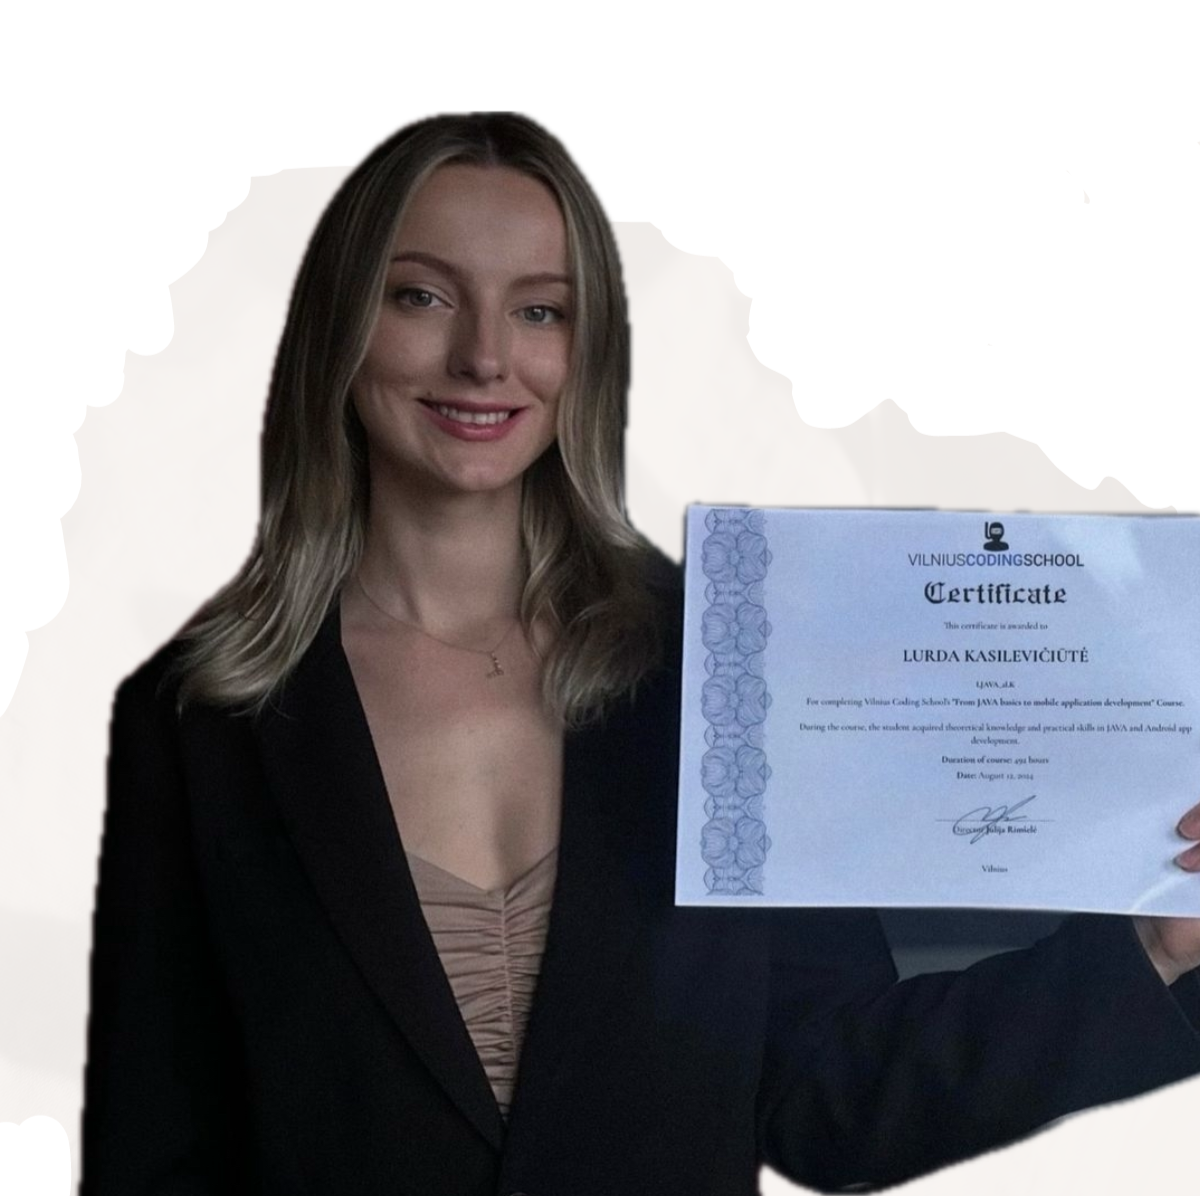 VILNIUSCODINGSCHOOL
Certificate
This certificate is awarded to
LURDA KASILEVIČIŪTĖ
For completing Vilnius Coding School's "From JAVA basics to mobile application development" Course.
During the course, the student acquired theoretical knowledge and practical skills in JAVA and Android app
development.
Duration of course: 492 hours
Date: August 12, 2024
Director Julija
Vilnius